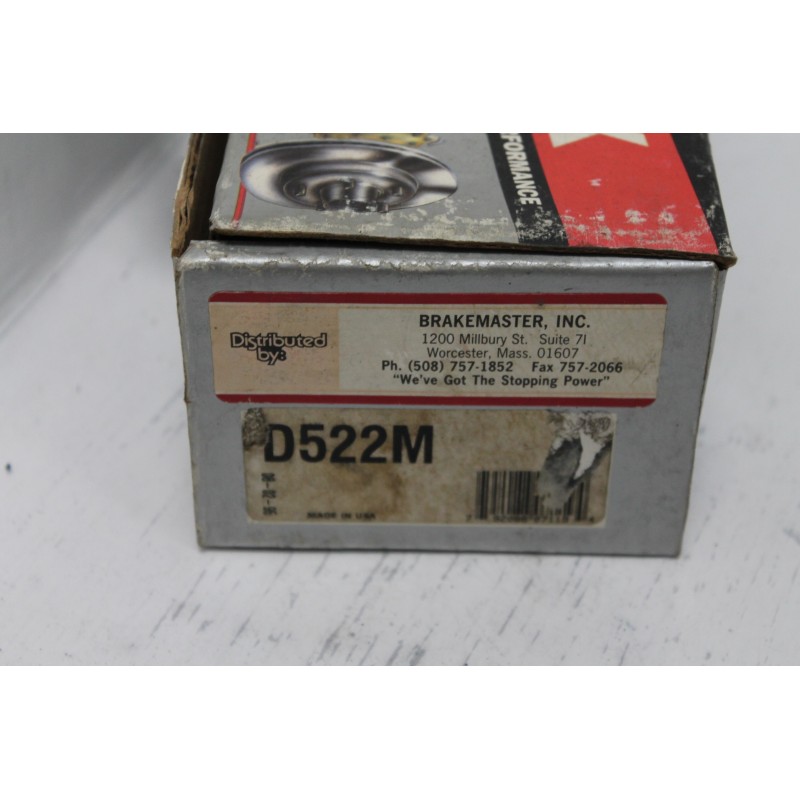 FORMANCE
Distributed
by:
BRAKEMASTER, INC.
1200 Millbury St. Suite 7I
Worcester, Mass. 01607
Ph. (508) 757-1852 Fax 757-2066
"We've Got The Stopping Power"
D522M
MADE IN USA